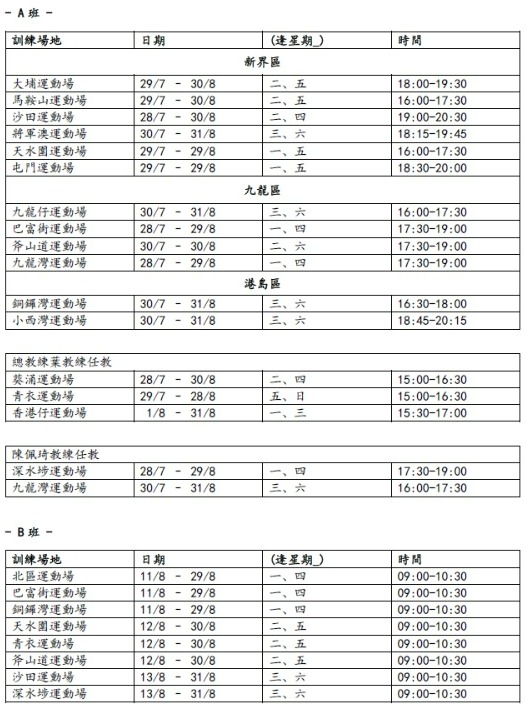 - A 班 -
訓練場地 日期 (逢星期_) 時間
新界區
大埔運動場 29/7 - 30/8 二、五 18:00-19:30
馬鞍山運動場 29/7 - 30/8 二、五 16:00-17:30
沙田運動場 28/7 - 30/8 二、四 19:00-20:30
將軍澳運動場 30/7 - 31/8 三、六 18:15-19:45
天水圍運動場 29/7 - 29/8 一、五 16:00-17:30
屯門運動場 29/7 - 29/8 一、五 18:30-20:00
九龍區
九龍仔運動場 30/7 - 31/8 三、六 16:00-17:30
巴富街運動場 28/7 - 29/8 一、四 17:30-19:00
斧山道運動場 30/7 - 30/8 二、六 17:30-19:00
九龍灣運動場 28/7 - 29/8 一、四 17:30-19:00
港島區
銅鑼灣運動場 30/7 - 31/8 三、六 16:30-18:00
小西灣運動場 30/7 - 31/8 三、六 18:45-20:15
總教練葉教練任教
葵涌運動場 28/7 - 30/8 二、四 15:00-16:30
青衣運動場 29/7 - 28/8 五、日 15:00-16:30
香港仔運動場 1/8 - 31/8 一、三 15:30-17:00
陳佩琦教練任教
深水埗運動場 28/7 - 29/8 一、四 17:30-19:00
九龍灣運動場 30/7 - 31/8 三、六 16:00-17:30
- B 班 -
訓練場地 日期 (逢星期_) 時間
北區運動場 11/8 - 29/8 一、四 09:00-10:30
巴富街運動場 11/8 - 29/8 一、四 09:00-10:30
銅鑼灣運動場 11/8 - 29/8 一、四 09:00-10:30
天水圍運動場 12/8 - 30/8 二、五 09:00-10:30
青衣運動場 12/8 - 30/8 二、五 09:00-10:30
斧山道運動場 12/8 - 30/8 二、五 09:00-10:30
沙田運動場 13/8 - 31/8 三、六 09:00-10:30
深水埗運動場 13/8 - 31/8 三、六 09:00-10:30